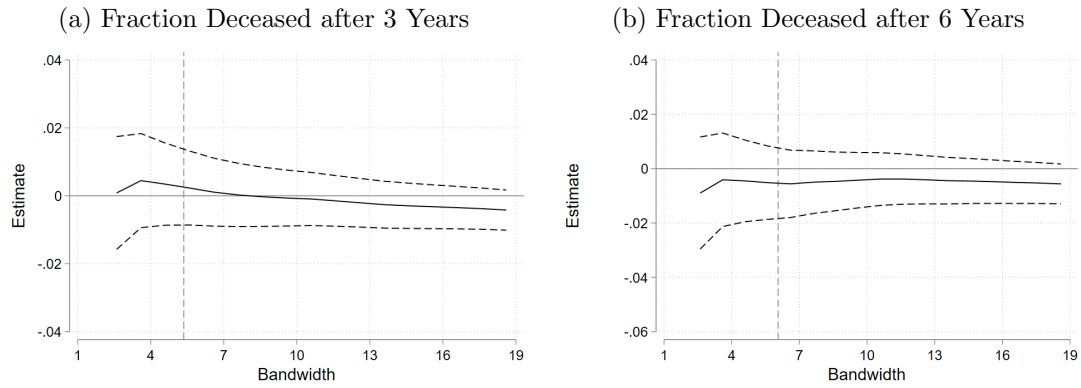 (a) Fraction Deceased after 3 Years
.04
.02
0
-.02
-.04
Estimate
1 4 7 10 13 16 19
Bandwidth
(b) Fraction Deceased after 6 Years
.04
.02
0
-.02
-.04
-.06
Estimate
1 4 7 10 13 16 19
Bandwidth